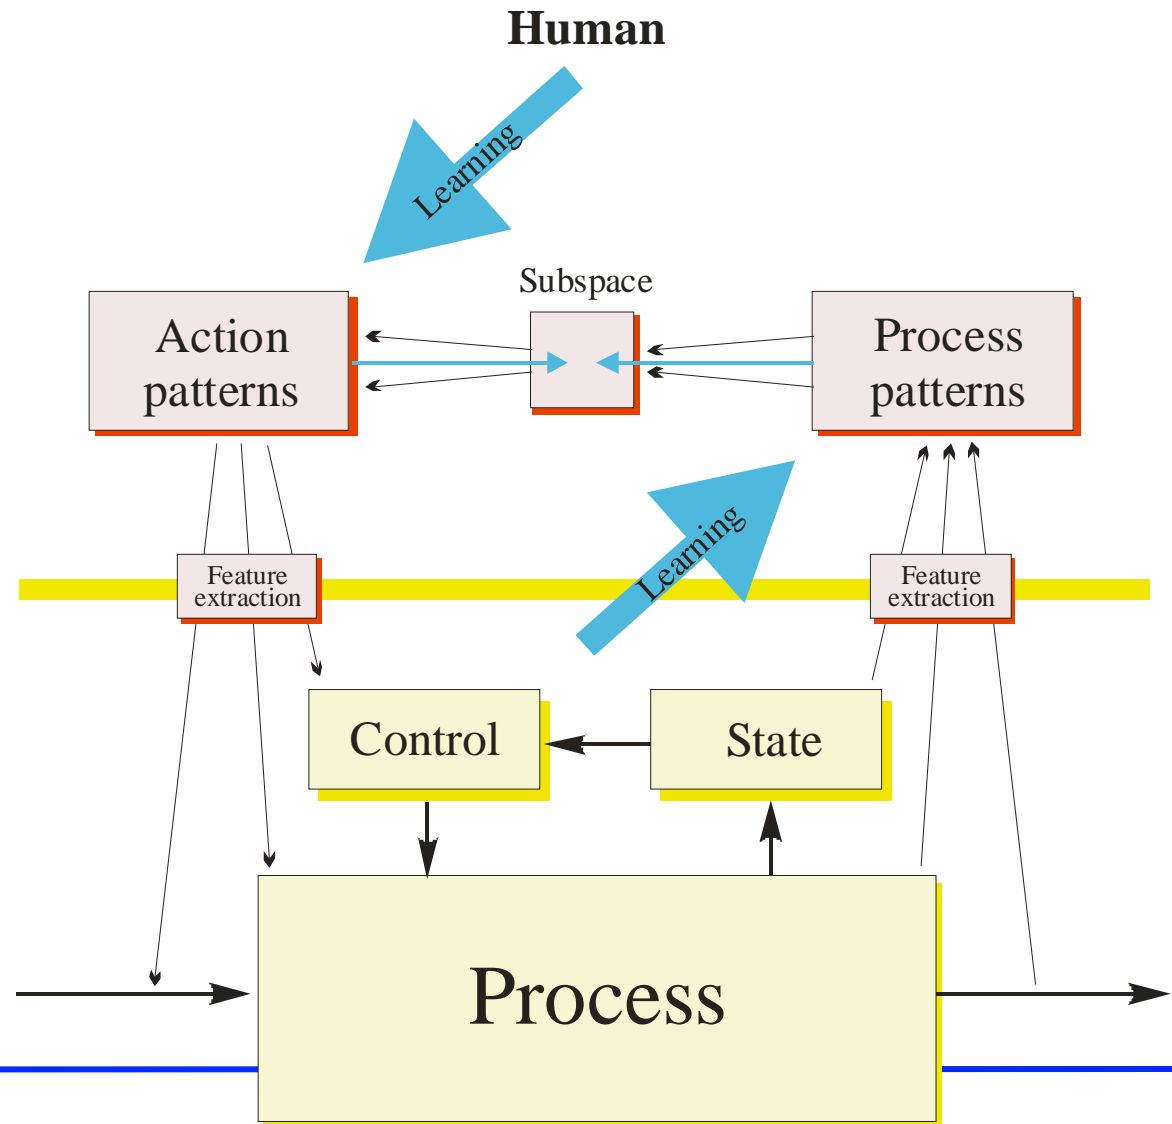 Human
Learning
Subspace
Action
patterns
Process
patterns
Learning
Feature
extraction
Feature
extraction
Control
State
Process